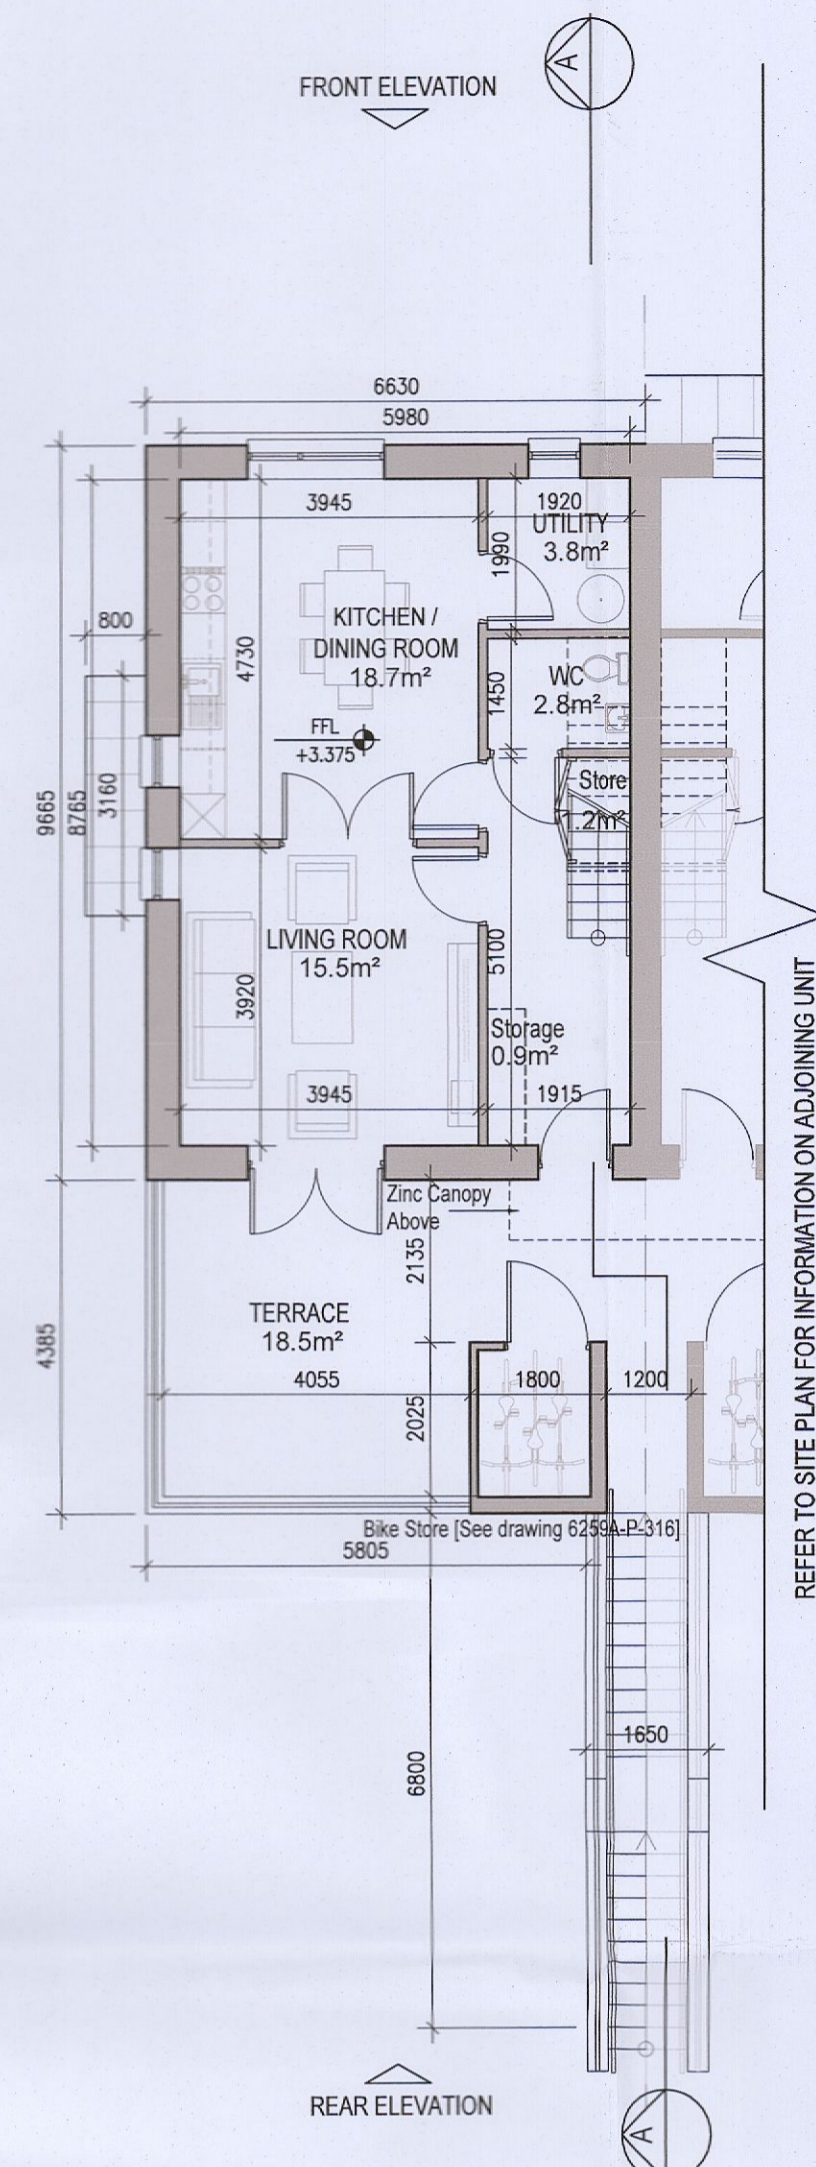 A
FRONT ELEVATION
6630
5980
3945
1920
UTILITY
3.8m²
1990
KITCHEN /
DINING ROOM
18.7m²
800
4730
WC
2.8m²
1450
FFL
+3.375
Store
1.2m²
9665
8765
3160
LIVING ROOM
15.5m²
5100
3920
Storage
0.9m²
3945
1915
Zinc Canopy
Above
2135
TERRACE
18.5m²
4385
4055
1800
1200
2025
Bike Store [See drawing 6259A-P-316]
5805
1650
6800
REFER TO SITE PLAN FOR INFORMATION ON ADJOINING UNIT
REAR ELEVATION
A